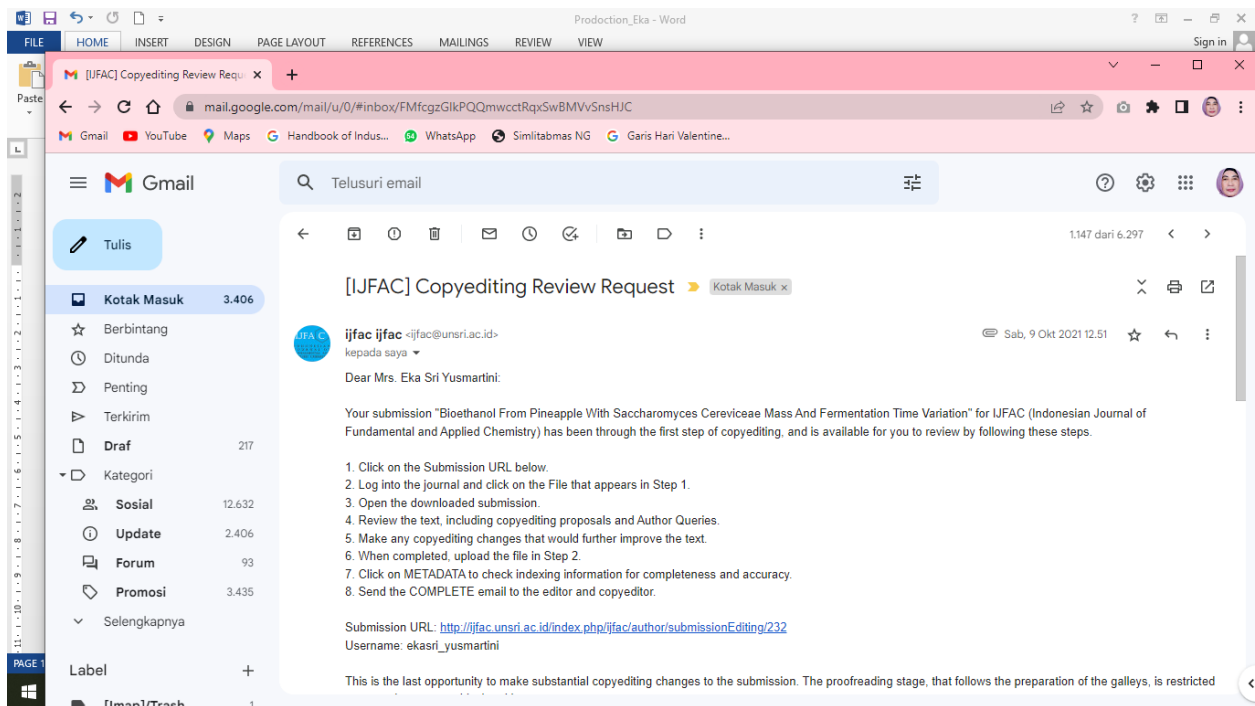 Production_Eka - Word
FILE HOME INSERT DESIGN PAGE LAYOUT REFERENCES MAILINGS REVIEW VIEW Sign in
Paste
[IJFAC] Copyediting Review Requ
mail.google.com/mail/u/0/#inbox/FMfcgzGlkPQQmwcctRqxSwBMVvSnsHJC
Gmail YouTube Maps Handbook of Indus... WhatsApp Simlitabmas NG Garis Hari Valentine...
Gmail
Telusuri email
Tulis
1.147 dari 6.297
Kotak Masuk 3.406
Berbintang
Ditunda
Penting
Terkirim
Draf 217
Kategori
Sosial 12.632
Update 2.406
Forum 93
Promosi 3.435
Selengkapnya
Label
[Imap]/Trash 1
PAGE 1
[IJFAC] Copyediting Review Request Kotak Masuk ×
IJFA C
ijfac ijfac <ijfac@unsri.ac.id> Sab, 9 Okt 2021 12.51
kepada saya
Dear Mrs. Eka Sri Yusmartini:
Your submission "Bioethanol From Pineapple With Saccharomyces Cereviceae Mass And Fermentation Time Variation" for IJFAC (Indonesian Journal of
Fundamental and Applied Chemistry) has been through the first step of copyediting, and is available for you to review by following these steps.
1. Click on the Submission URL below.
2. Log into the journal and click on the File that appears in Step 1.
3. Open the downloaded submission.
4. Review the text, including copyediting proposals and Author Queries.
5. Make any copyediting changes that would further improve the text.
6. When completed, upload the file in Step 2.
7. Click on METADATA to check indexing information for completeness and accuracy.
8. Send the COMPLETE email to the editor and copyeditor.
Submission URL: http://ijfac.unsri.ac.id/index.php/ijfac/author/submissionEditing/232
Username: ekasri_yusmartini
This is the last opportunity to make substantial copyediting changes to the submission. The proofreading stage, that follows the preparation of the galleys, is restricted